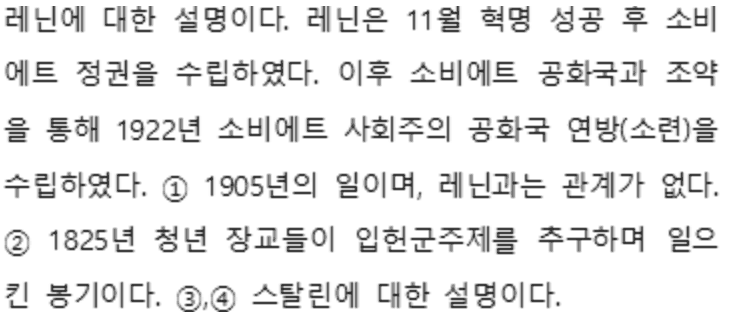 레닌에 대한 설명이다. 레닌은 11월 혁명 성공 후 소비
에트 정권을 수립하였다. 이후 소비에트 공화국과 조약
을 통해 1922년 소비에트 사회주의 공화국 연방(소련)을
수립하였다. ① 1905년의 일이며, 레닌과는 관계가 없다.
② 1825년 청년 장교들이 입헌군주제를 추구하며 일으
킨 봉기이다. ③,④ 스탈린에 대한 설명이다.